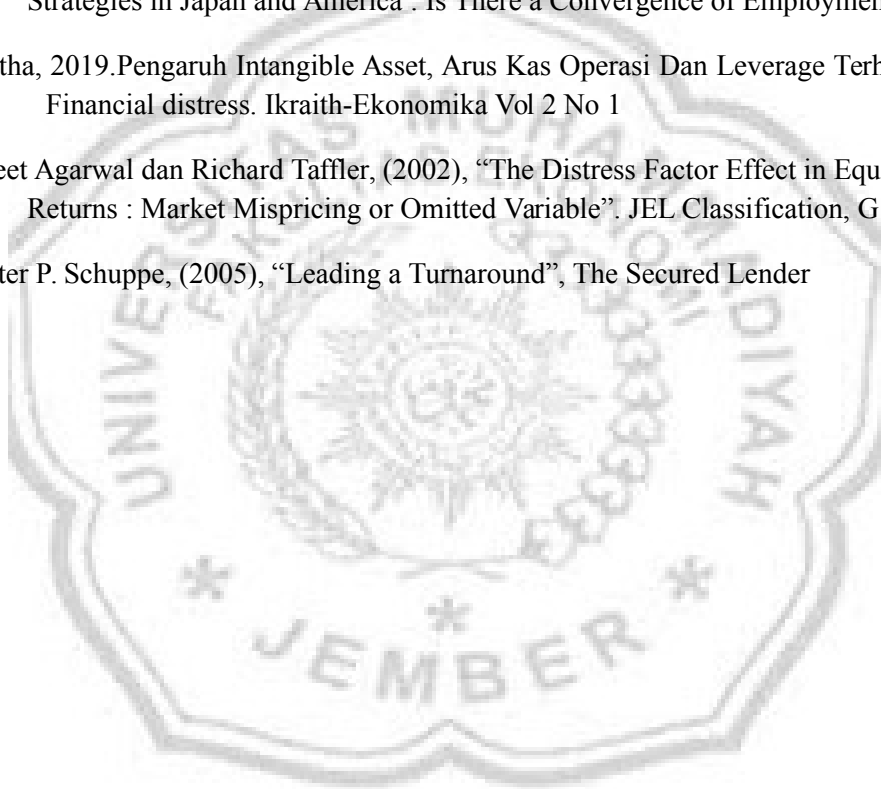 Strategies in Japan and America : Is There a Convergence of Employmen
tha, 2019.Pengaruh Intangible Asset, Arus Kas Operasi Dan Leverage Terh
Financial distress. Ikraith-Ekonomika Vol 2 No 1
eet Agarwal dan Richard Taffler, (2002), “The Distress Factor Effect in Equ
Returns : Market Mispricing or Omitted Variable”. JEL Classification, G
ter P. Schuppe, (2005), “Leading a Turnaround”, The Secured Lender
UNIVERSITAS MUHAMMADIYAH
FAKULTAS EKONOMI
* JEMBER *